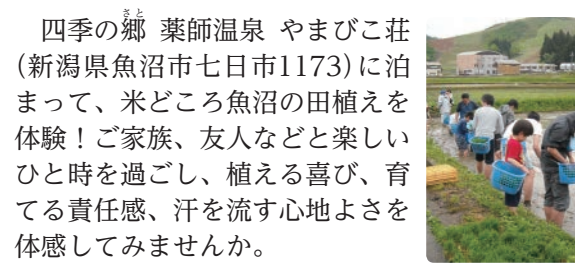 四季の郷 薬師温泉 やまびこ荘
(新潟県魚沼市七日市1173)に泊
まって、米どころ魚沼の田植えを
体験！ご家族、友人などと楽しい
ひと時を過ごし、植える喜び、育
てる責任感、汗を流す心地よさを
体感してみませんか。